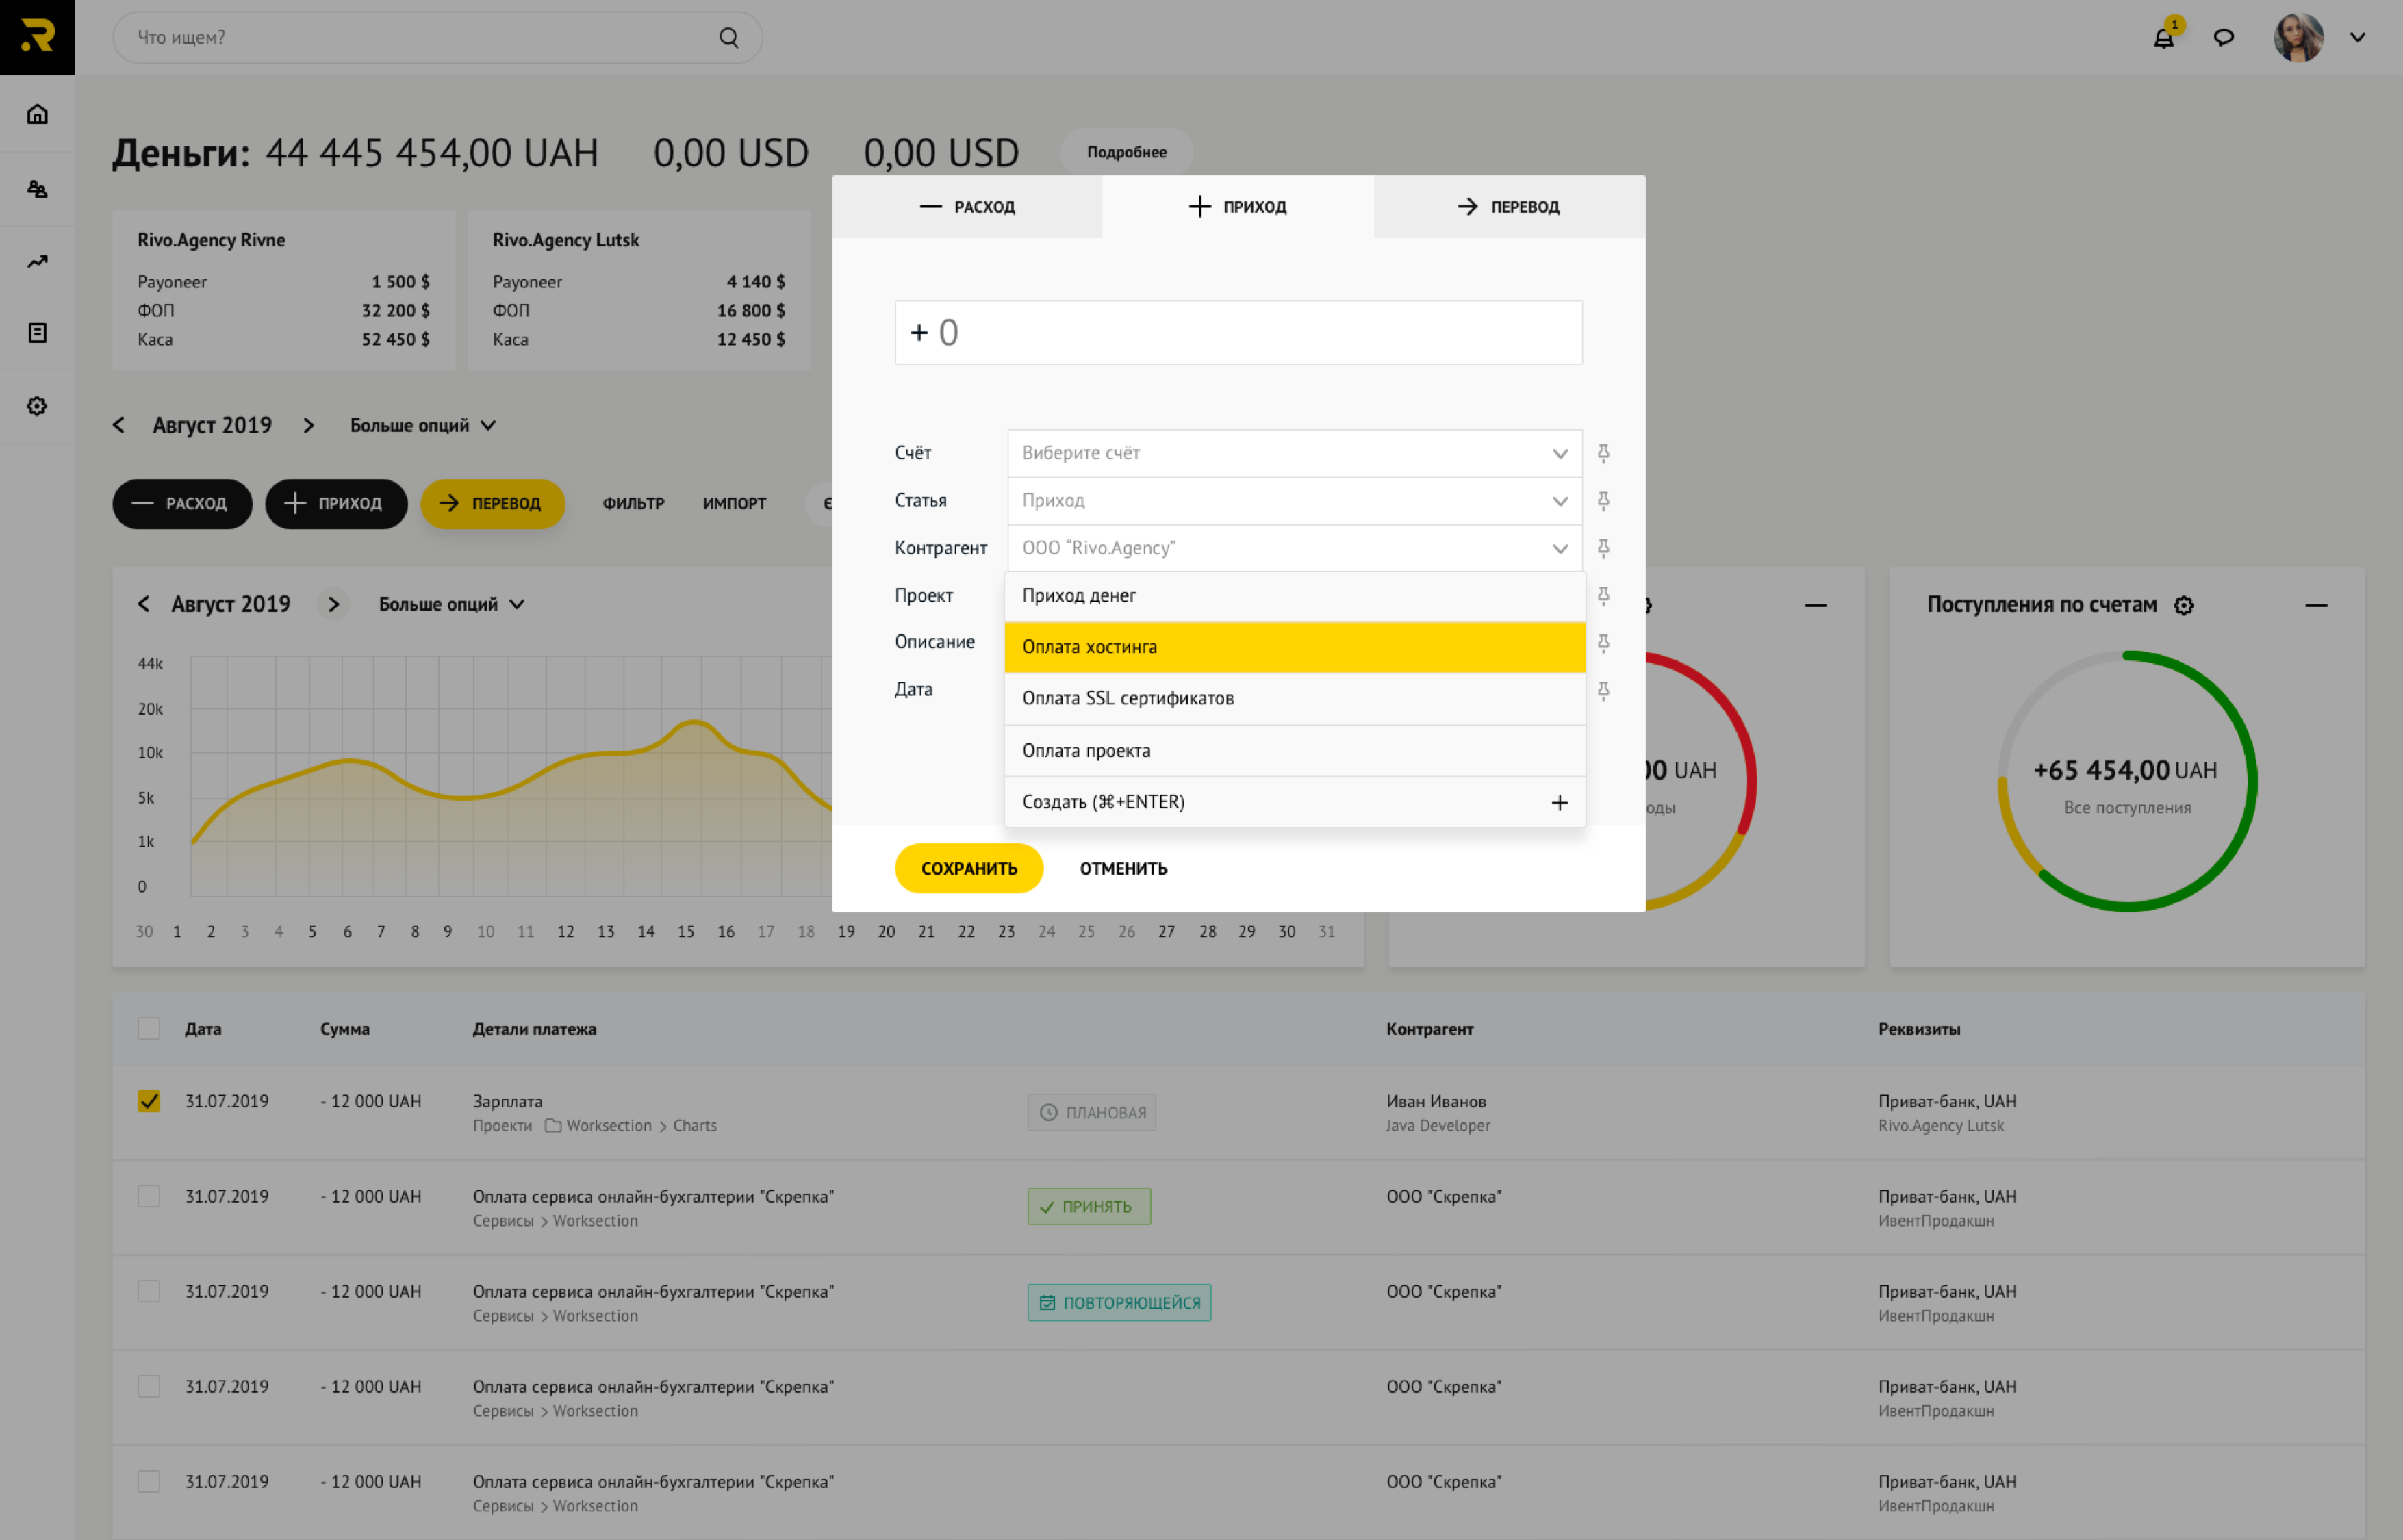 Что ищем?
1
Деньги: 44 445 454,00 UAH 0,00 USD 0,00 USD Подробнее
Rivo.Agency Rivne
Payoneer 1 500 $
ФОП 32 200 $
Каса 52 450 $
Rivo.Agency Lutsk
Payoneer 4 140 $
ФОП 16 800 $
Каса 12 450 $
Август 2019 Больше опций
РАСХОД ПРИХОД ПЕРЕВОД ФИЛЬТР ИМПОРТ
Август 2019 Больше опций
44k
20k
10k
5k
1k
0
30 1 2 3 4 5 6 7 8 9 10 11 12 13 14 15 16 17 18 19 20 21 22 23 24 25 26 27 28 29 30 31
РАСХОД ПРИХОД ПЕРЕВОД
+ 0
Счёт Виберите счёт
Статья Приход
Контрагент ООО “Rivo.Agency”
Проект
Описание
Дата
Приход денег
Оплата хостинга
Оплата SSL сертификатов
Оплата проекта
Создать (⌘+ENTER) +
СОХРАНИТЬ ОТМЕНИТЬ
00 UAH
оды
Поступления по счетам
+65 454,00 UAH
Все поступления
Дата Сумма Детали платежа Контрагент Реквизиты
31.07.2019 - 12 000 UAH Зарплата ПЛАНОВАЯ Иван Иванов Приват-банк, UAH
Проекти Worksection > Charts Java Developer Rivo.Agency Lutsk
31.07.2019 - 12 000 UAH Оплата сервиса онлайн-бухгалтерии "Скрепка" ПРИНЯТЬ ООО "Скрепка" Приват-банк, UAH
Сервисы > Worksection ИвентПродакшн
31.07.2019 - 12 000 UAH Оплата сервиса онлайн-бухгалтерии "Скрепка" ПОВТОРЯЮЩЕЙСЯ ООО "Скрепка" Приват-банк, UAH
Сервисы > Worksection ИвентПродакшн
31.07.2019 - 12 000 UAH Оплата сервиса онлайн-бухгалтерии "Скрепка" ООО "Скрепка" Приват-банк, UAH
Сервисы > Worksection ИвентПродакшн
31.07.2019 - 12 000 UAH Оплата сервиса онлайн-бухгалтерии "Скрепка" ООО "Скрепка" Приват-банк, UAH
Сервисы > Worksection ИвентПродакшн